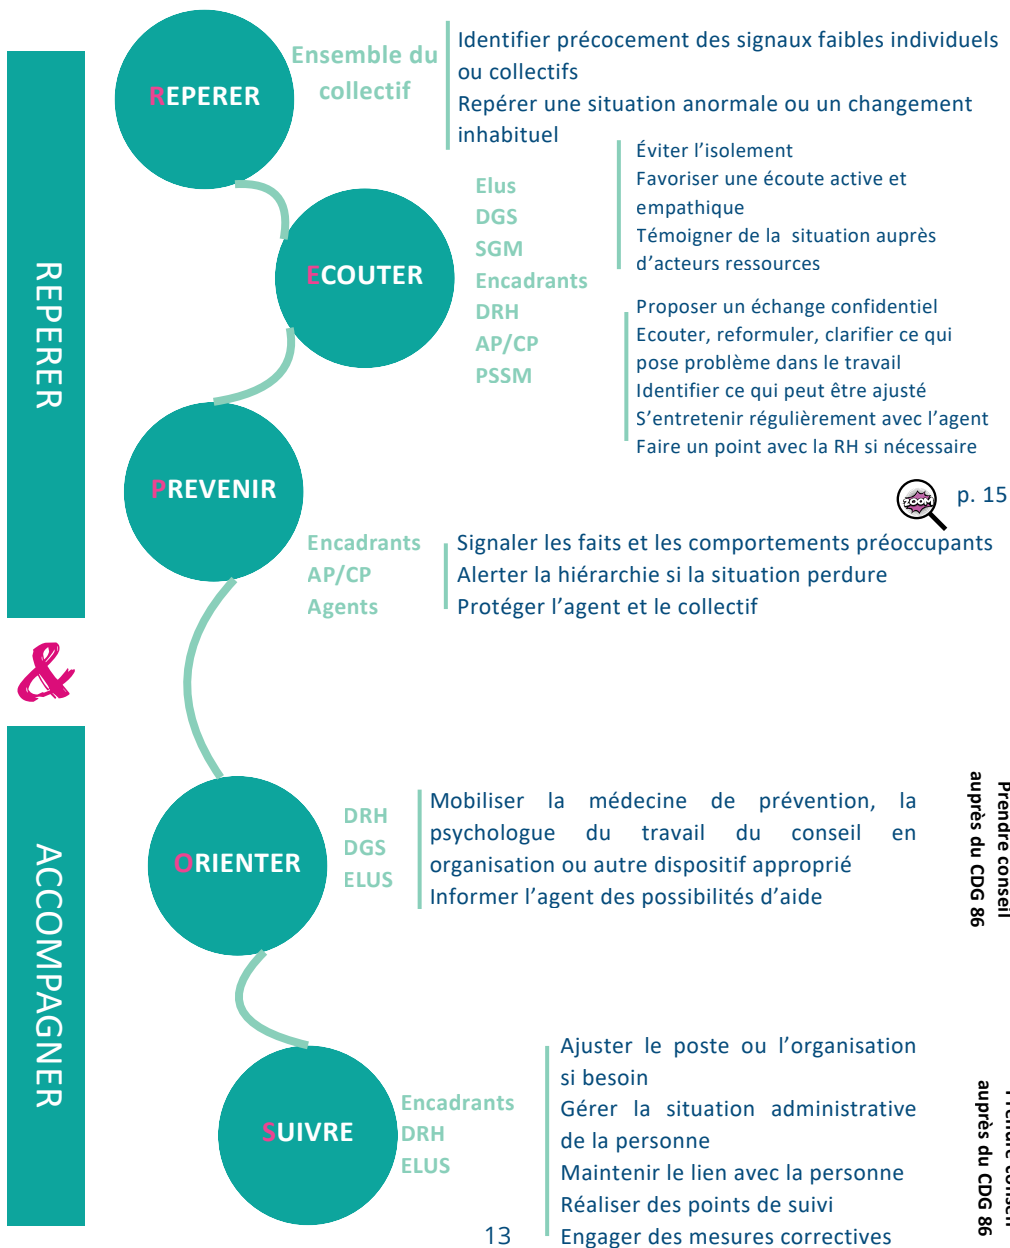 REPERER
&
ACCOMPAGNER
REPERER
Ensemble du
collectif
Identifier précocement des signaux faibles individuels
ou collectifs
Repérer une situation anormale ou un changement
inhabituel
ECOUTER
Elus
DGS
SGM
Encadrants
DRH
AP/CP
PSSM
Éviter l’isolement
Favoriser une écoute active et
empathique
Témoigner de la situation auprès
d’acteurs ressources
Proposer un échange confidentiel
Ecouter, reformuler, clarifier ce qui
pose problème dans le travail
Identifier ce qui peut être ajusté
S’entretenir régulièrement avec l’agent
Faire un point avec la RH si nécessaire
ZOOM
p. 15
PREVENIR
Encadrants
AP/CP
Agents
Signaler les faits et les comportements préoccupants
Alerter la hiérarchie si la situation perdure
Protéger l’agent et le collectif
ORIENTER
DRH
DGS
ELUS
Mobiliser la médecine de prévention, la
psychologue du travail du conseil en
organisation ou autre dispositif approprié
Informer l’agent des possibilités d’aide
Prendre conseil
auprès du CDG 86
SUIVRE
Encadrants
DRH
ELUS
Ajuster le poste ou l’organisation
si besoin
Gérer la situation administrative
de la personne
Maintenir le lien avec la personne
Réaliser des points de suivi
Engager des mesures correctives
Prendre conseil
auprès du CDG 86
13